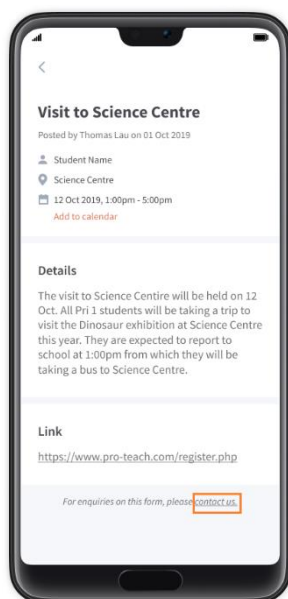 Visit to Science Centre
Posted by Thomas Lau on 01 Oct 2019
Student Name
Science Centre
12 Oct 2019, 1:00pm - 5:00pm
Add to calendar
Details
The visit to Science Centire will be held on 12
Oct. All Pri 1 students will be taking a trip to
visit the Dinosaur exhibition at Science Centre
this year. They are expected to report to
school at 1:00pm from which they will be
taking a bus to Science Centre.
Link
https://www.pro-teach.com/register.php
For enquiries on this form, please contact us.